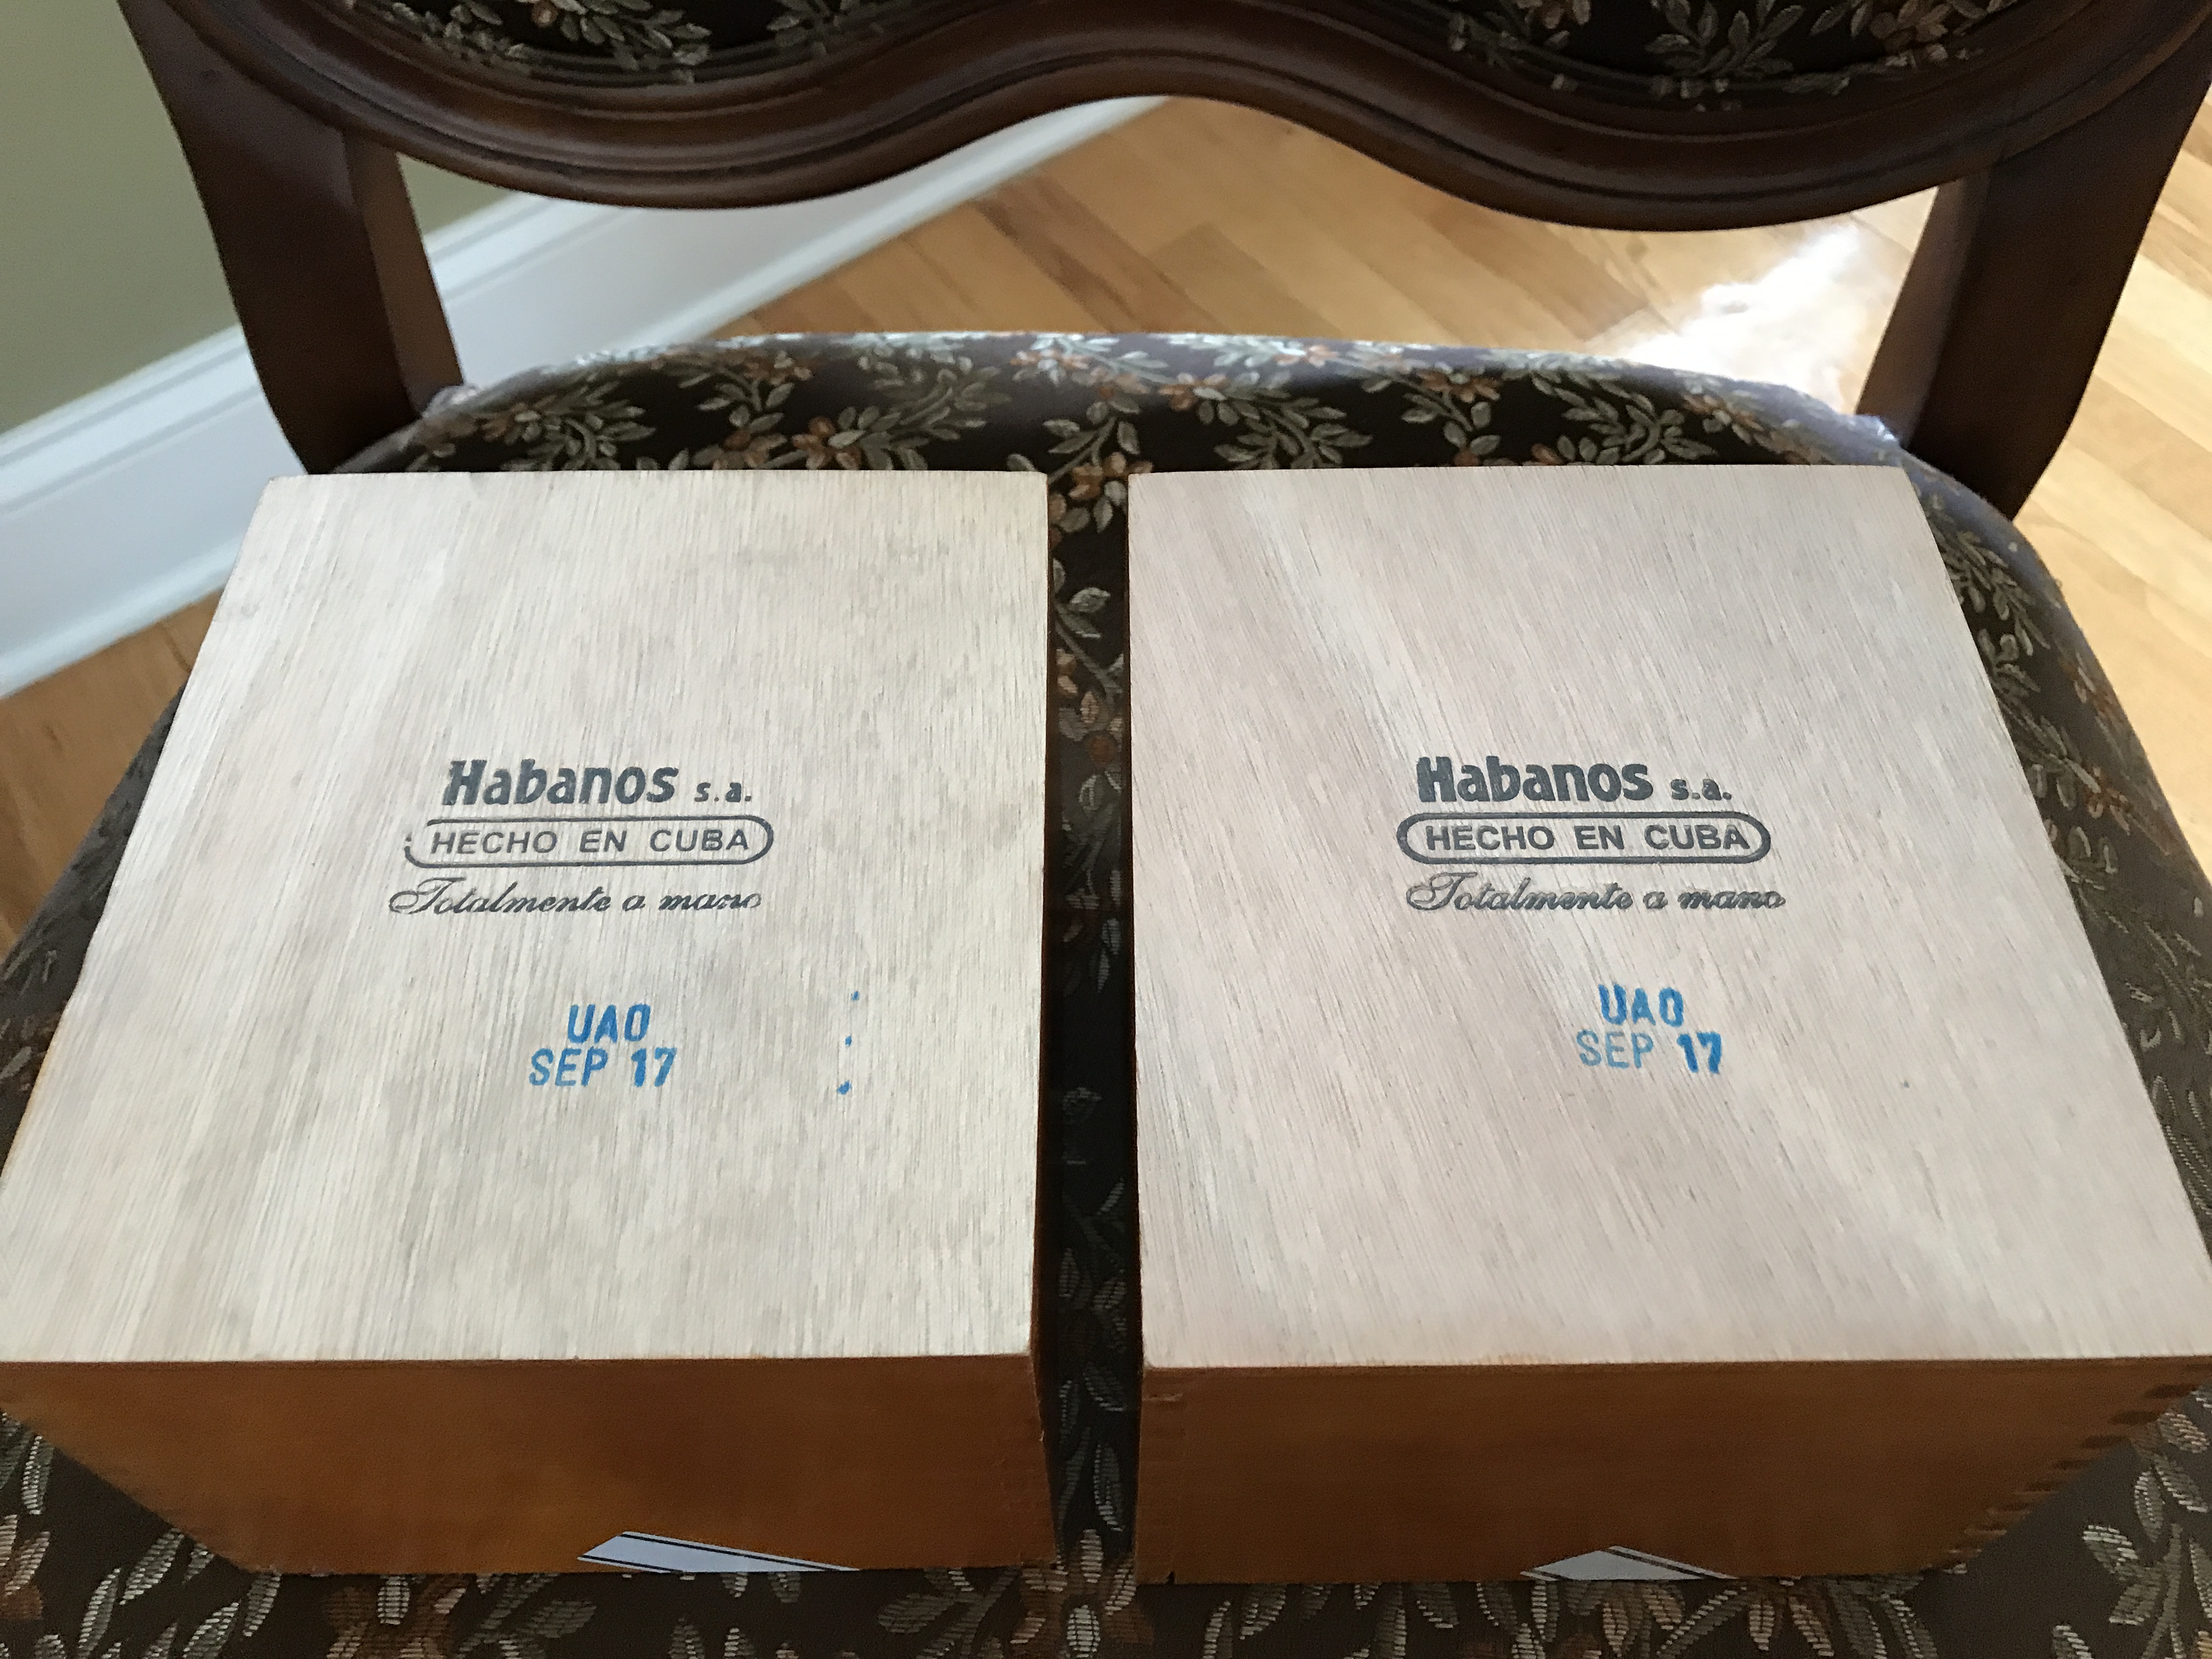 Habanos s.a.
HECHO EN CUBA
Totalmente a mano
UAO
SEP 17
Habanos s.a.
HECHO EN CUBA
Totalmente a mano
UAO
SEP 17